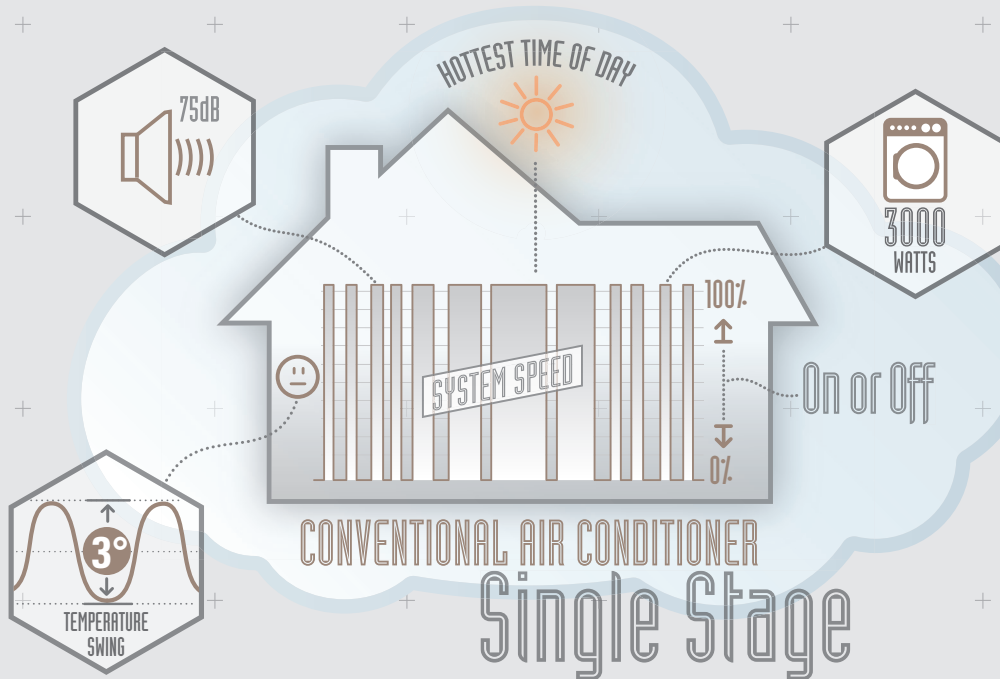 HOTTEST TIME OF DAY
75dB
3000
WATTS
100%
SYSTEM SPEED
On or Off
0%
3°
TEMPERATURE
SWING
CONVENTIONAL AIR CONDITIONER
Single Stage